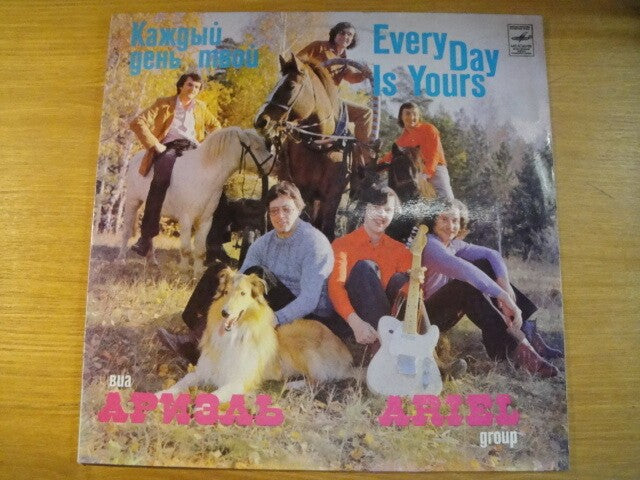 Каждый
день твой
Every Day
Is Yours
виа
АРИЭЛЬ
ARIEL
group